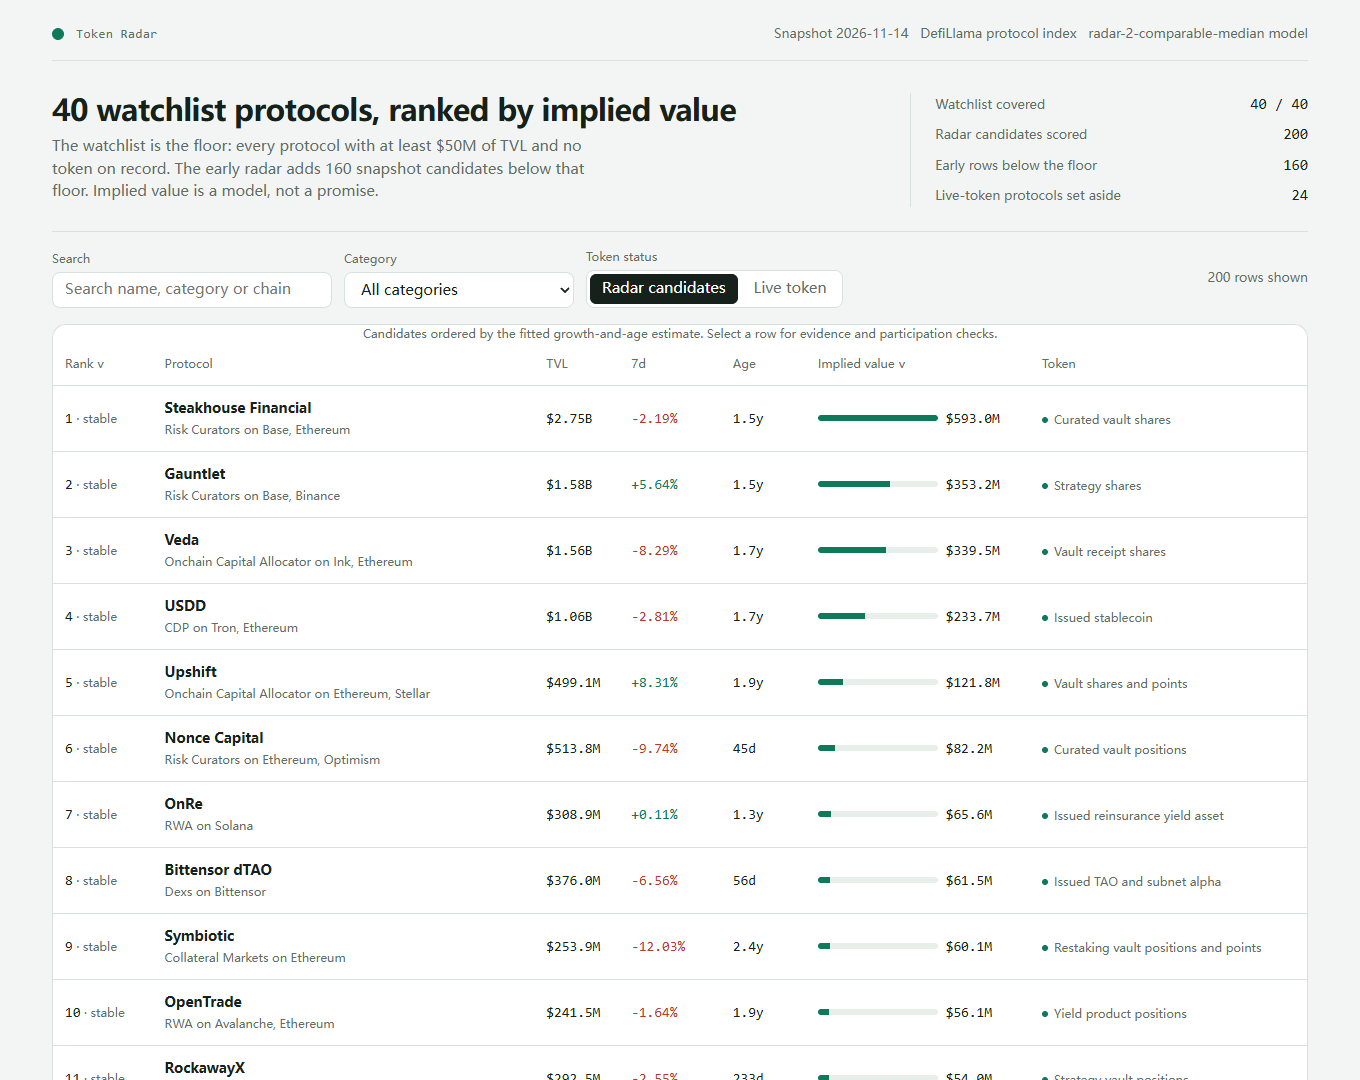 Token Radar
Snapshot 2026-11-14 DefiLlama protocol index radar-2-comparable-median model
40 watchlist protocols, ranked by implied value
The watchlist is the floor: every protocol with at least $50M of TVL and no
token on record. The early radar adds 160 snapshot candidates below that
floor. Implied value is a model, not a promise.
Watchlist covered 40 / 40
Radar candidates scored 200
Early rows below the floor 160
Live-token protocols set aside 24
Search
Search name, category or chain
Category
All categories
Token status
Radar candidates Live token
200 rows shown
Candidates ordered by the fitted growth-and-age estimate. Select a row for evidence and participation checks.
Rank v Protocol TVL 7d Age Implied value v Token
1 · stable Steakhouse Financial $2.75B -2.19% 1.5y $593.0M Curated vault shares
Risk Curators on Base, Ethereum
2 · stable Gauntlet $1.58B +5.64% 1.5y $353.2M Strategy shares
Risk Curators on Base, Binance
3 · stable Veda $1.56B -8.29% 1.7y $339.5M Vault receipt shares
Onchain Capital Allocator on Ink, Ethereum
4 · stable USDD $1.06B -2.81% 1.7y $233.7M Issued stablecoin
CDP on Tron, Ethereum
5 · stable Upshift $499.1M +8.31% 1.9y $121.8M Vault shares and points
Onchain Capital Allocator on Ethereum, Stellar
6 · stable Nonce Capital $513.8M -9.74% 45d $82.2M Curated vault positions
Risk Curators on Ethereum, Optimism
7 · stable OnRe $308.9M +0.11% 1.3y $65.6M Issued reinsurance yield asset
RWA on Solana
8 · stable Bittensor dTAO $376.0M -6.56% 56d $61.5M Issued TAO and subnet alpha
Dexs on Bittensor
9 · stable Symbiotic $253.9M -12.03% 2.4y $60.1M Restaking vault positions and points
Collateral Markets on Ethereum
10 · stable OpenTrade $241.5M -1.64% 1.9y $56.1M Yield product positions
RWA on Avalanche, Ethereum
11 · stable RockawayX $292.5M -2.55% 233d $54.0M Strategy vault positions